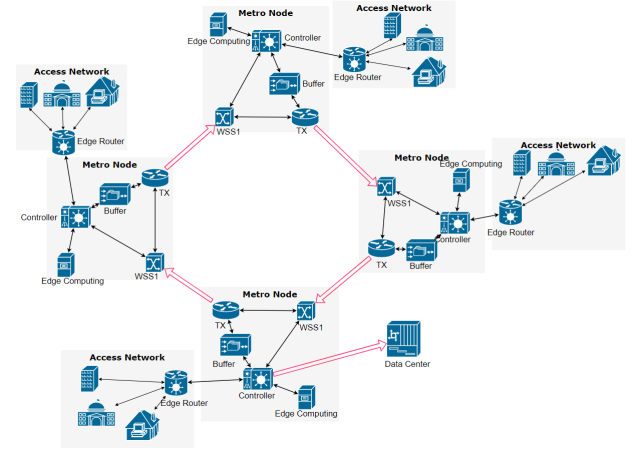 Metro Node
Controller
Edge Computing
Buffer
WSS1
TX
Access Network
Edge Router
Access Network
Edge Router
Metro Node
TX
Buffer
Controller
Edge Computing
WSS1
Metro Node
Edge Computing
WSS1
Controller
TX
Buffer
Access Network
Edge Router
Metro Node
TX
WSS1
Buffer
Controller
Edge Computing
Data Center
Access Network
Edge Router